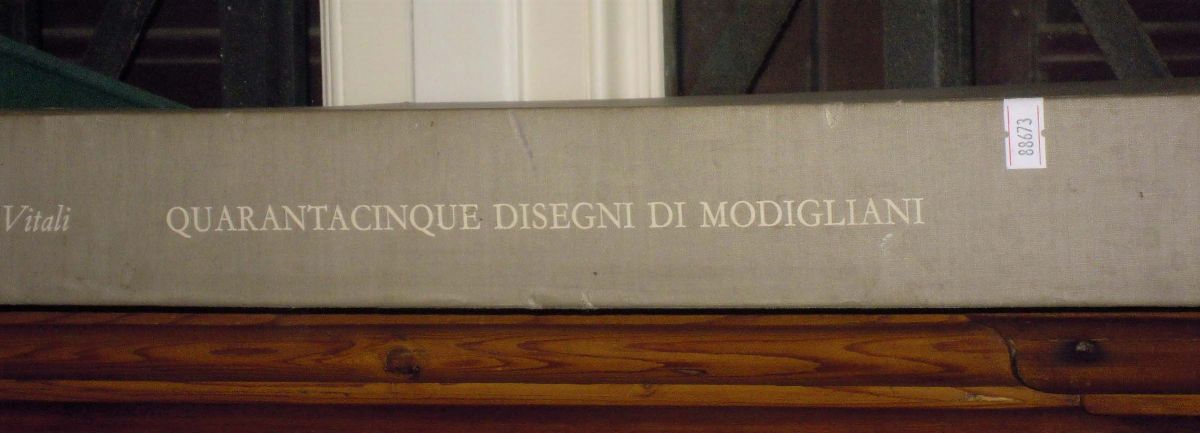 Vitali QUARANTACINQUE DISEGNI DI MODIGLIANI
88673